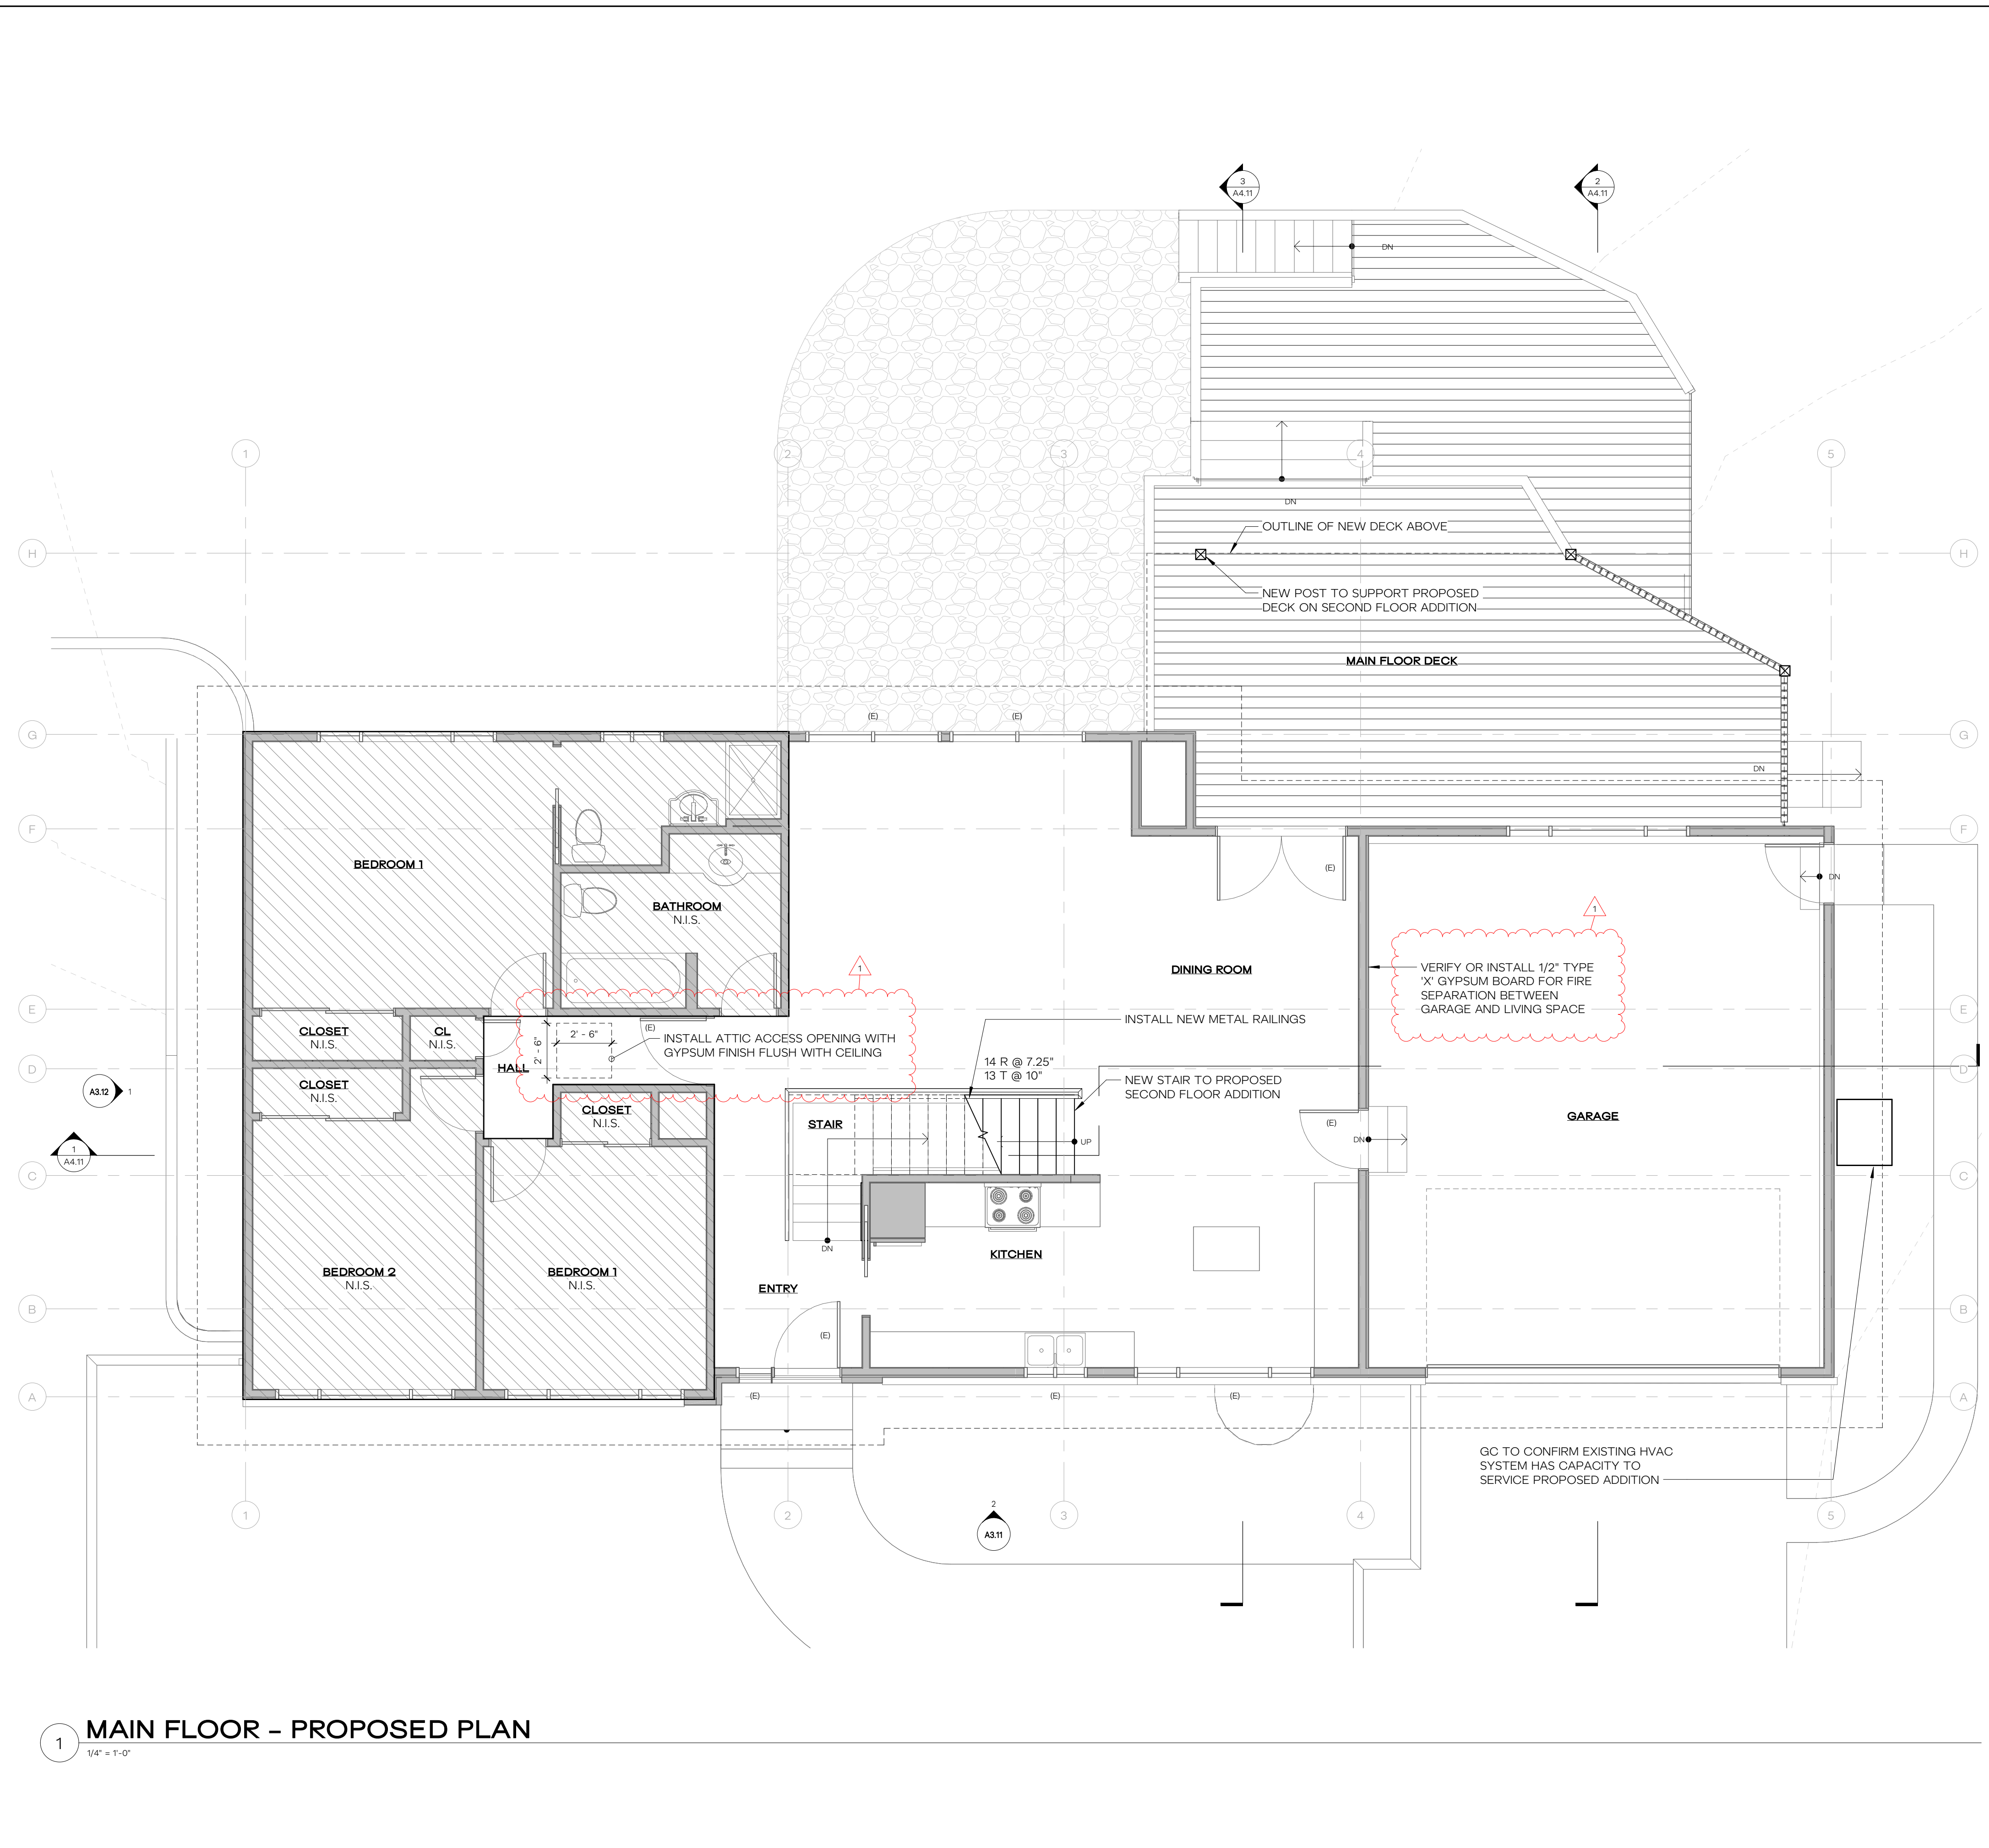 3
A4.11
2
A4.11
DN
1
2
3
4
5
DN
OUTLINE OF NEW DECK ABOVE
H
H
NEW POST TO SUPPORT PROPOSED
DECK ON SECOND FLOOR ADDITION
MAIN FLOOR DECK
(E)
(E)
G
G
DN
F
F
BEDROOM 1
(E)
DN
BATHROOM
N.I.S.
1
1
DINING ROOM
VERIFY OR INSTALL 1/2" TYPE
'X' GYPSUM BOARD FOR FIRE
SEPARATION BETWEEN
GARAGE AND LIVING SPACE
E
E
CLOSET
N.I.S.
CL
N.I.S.
2' - 6"
2' - 6"
(E)
INSTALL ATTIC ACCESS OPENING WITH
GYPSUM FINISH FLUSH WITH CEILING
INSTALL NEW METAL RAILINGS
HALL
14 R @ 7.25"
13 T @ 10"
D
D
CLOSET
N.I.S.
NEW STAIR TO PROPOSED
SECOND FLOOR ADDITION
A3.12
1
CLOSET
N.I.S.
STAIR
GARAGE
(E)
UP
DN
1
A4.11
C
C
DN
KITCHEN
BEDROOM 2
N.I.S.
BEDROOM 1
N.I.S.
ENTRY
B
B
(E)
A
A
(E)
(E)
(E)
GC TO CONFIRM EXISTING HVAC
SYSTEM HAS CAPACITY TO
SERVICE PROPOSED ADDITION
1
2
3
4
5
2
A3.11
1
MAIN FLOOR - PROPOSED PLAN
1/4" = 1'-0"